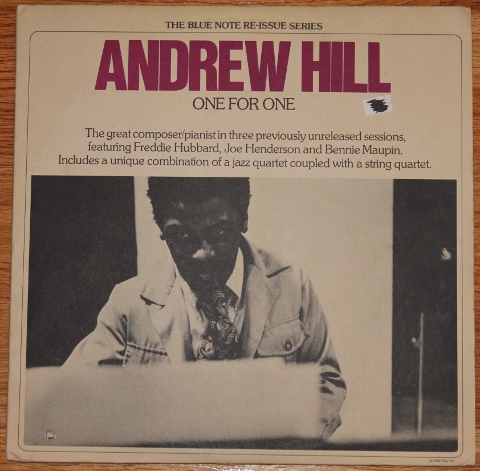 THE BLUE NOTE RE-ISSUE SERIES
ANDREW HILL
ONE FOR ONE
The great composer/pianist in three previously unreleased sessions,
featuring Freddie Hubbard, Joe Henderson and Bennie Maupin.
Includes a unique combination of a jazz quartet coupled with a string quartet.